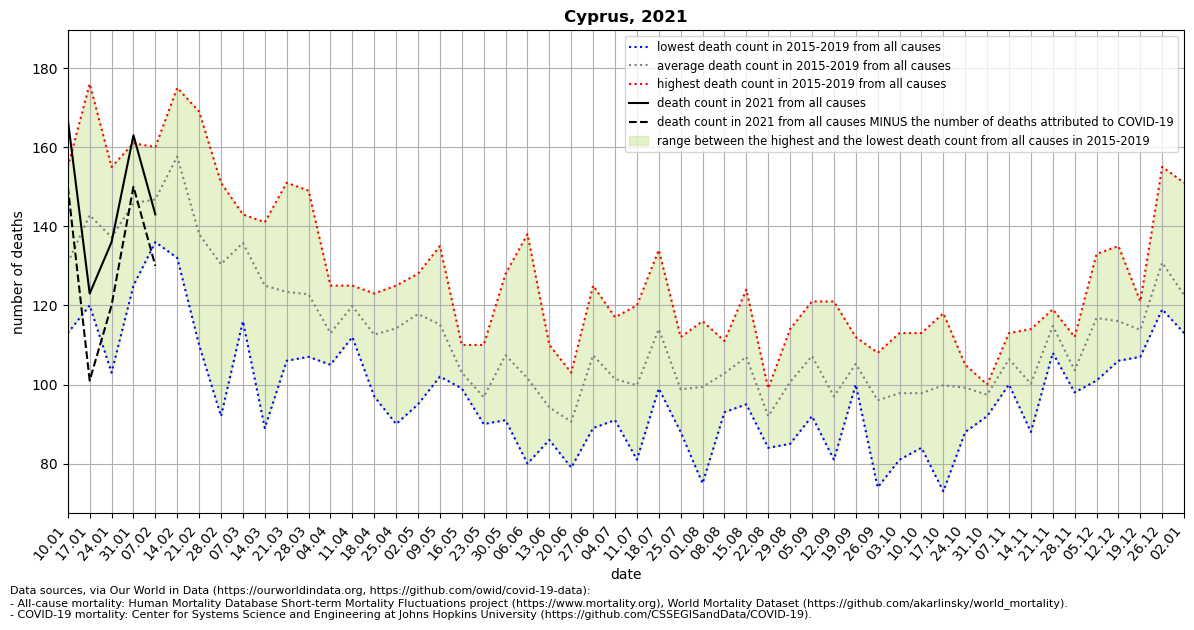 Cyprus, 2021
lowest death count in 2015-2019 from all causes
average death count in 2015-2019 from all causes
highest death count in 2015-2019 from all causes
death count in 2021 from all causes
death count in 2021 from all causes MINUS the number of deaths attributed to COVID-19
range between the highest and the lowest death count from all causes in 2015-2019
number of deaths
180
160
140
120
100
80
10.01 17.01 24.01 31.01 07.02 14.02 21.02 28.02 07.03 14.03 21.03 28.03 04.04 11.04 18.04 25.04 02.05 09.05 16.05 23.05 30.05 06.06 13.06 20.06 27.06 04.07 11.07 18.07 25.07 01.08 08.08 15.08 22.08 29.08 05.09 12.09 19.09 26.09 03.10 10.10 17.10 24.10 31.10 07.11 14.11 21.11 28.11 05.12 12.12 19.12 26.12 02.01
date
Data sources, via Our World in Data (https://ourworldindata.org, https://github.com/owid/covid-19-data):
- All-cause mortality: Human Mortality Database Short-term Mortality Fluctuations project (https://www.mortality.org), World Mortality Dataset (https://github.com/akarlinsky/world_mortality).
- COVID-19 mortality: Center for Systems Science and Engineering at Johns Hopkins University (https://github.com/CSSEGISandData/COVID-19).